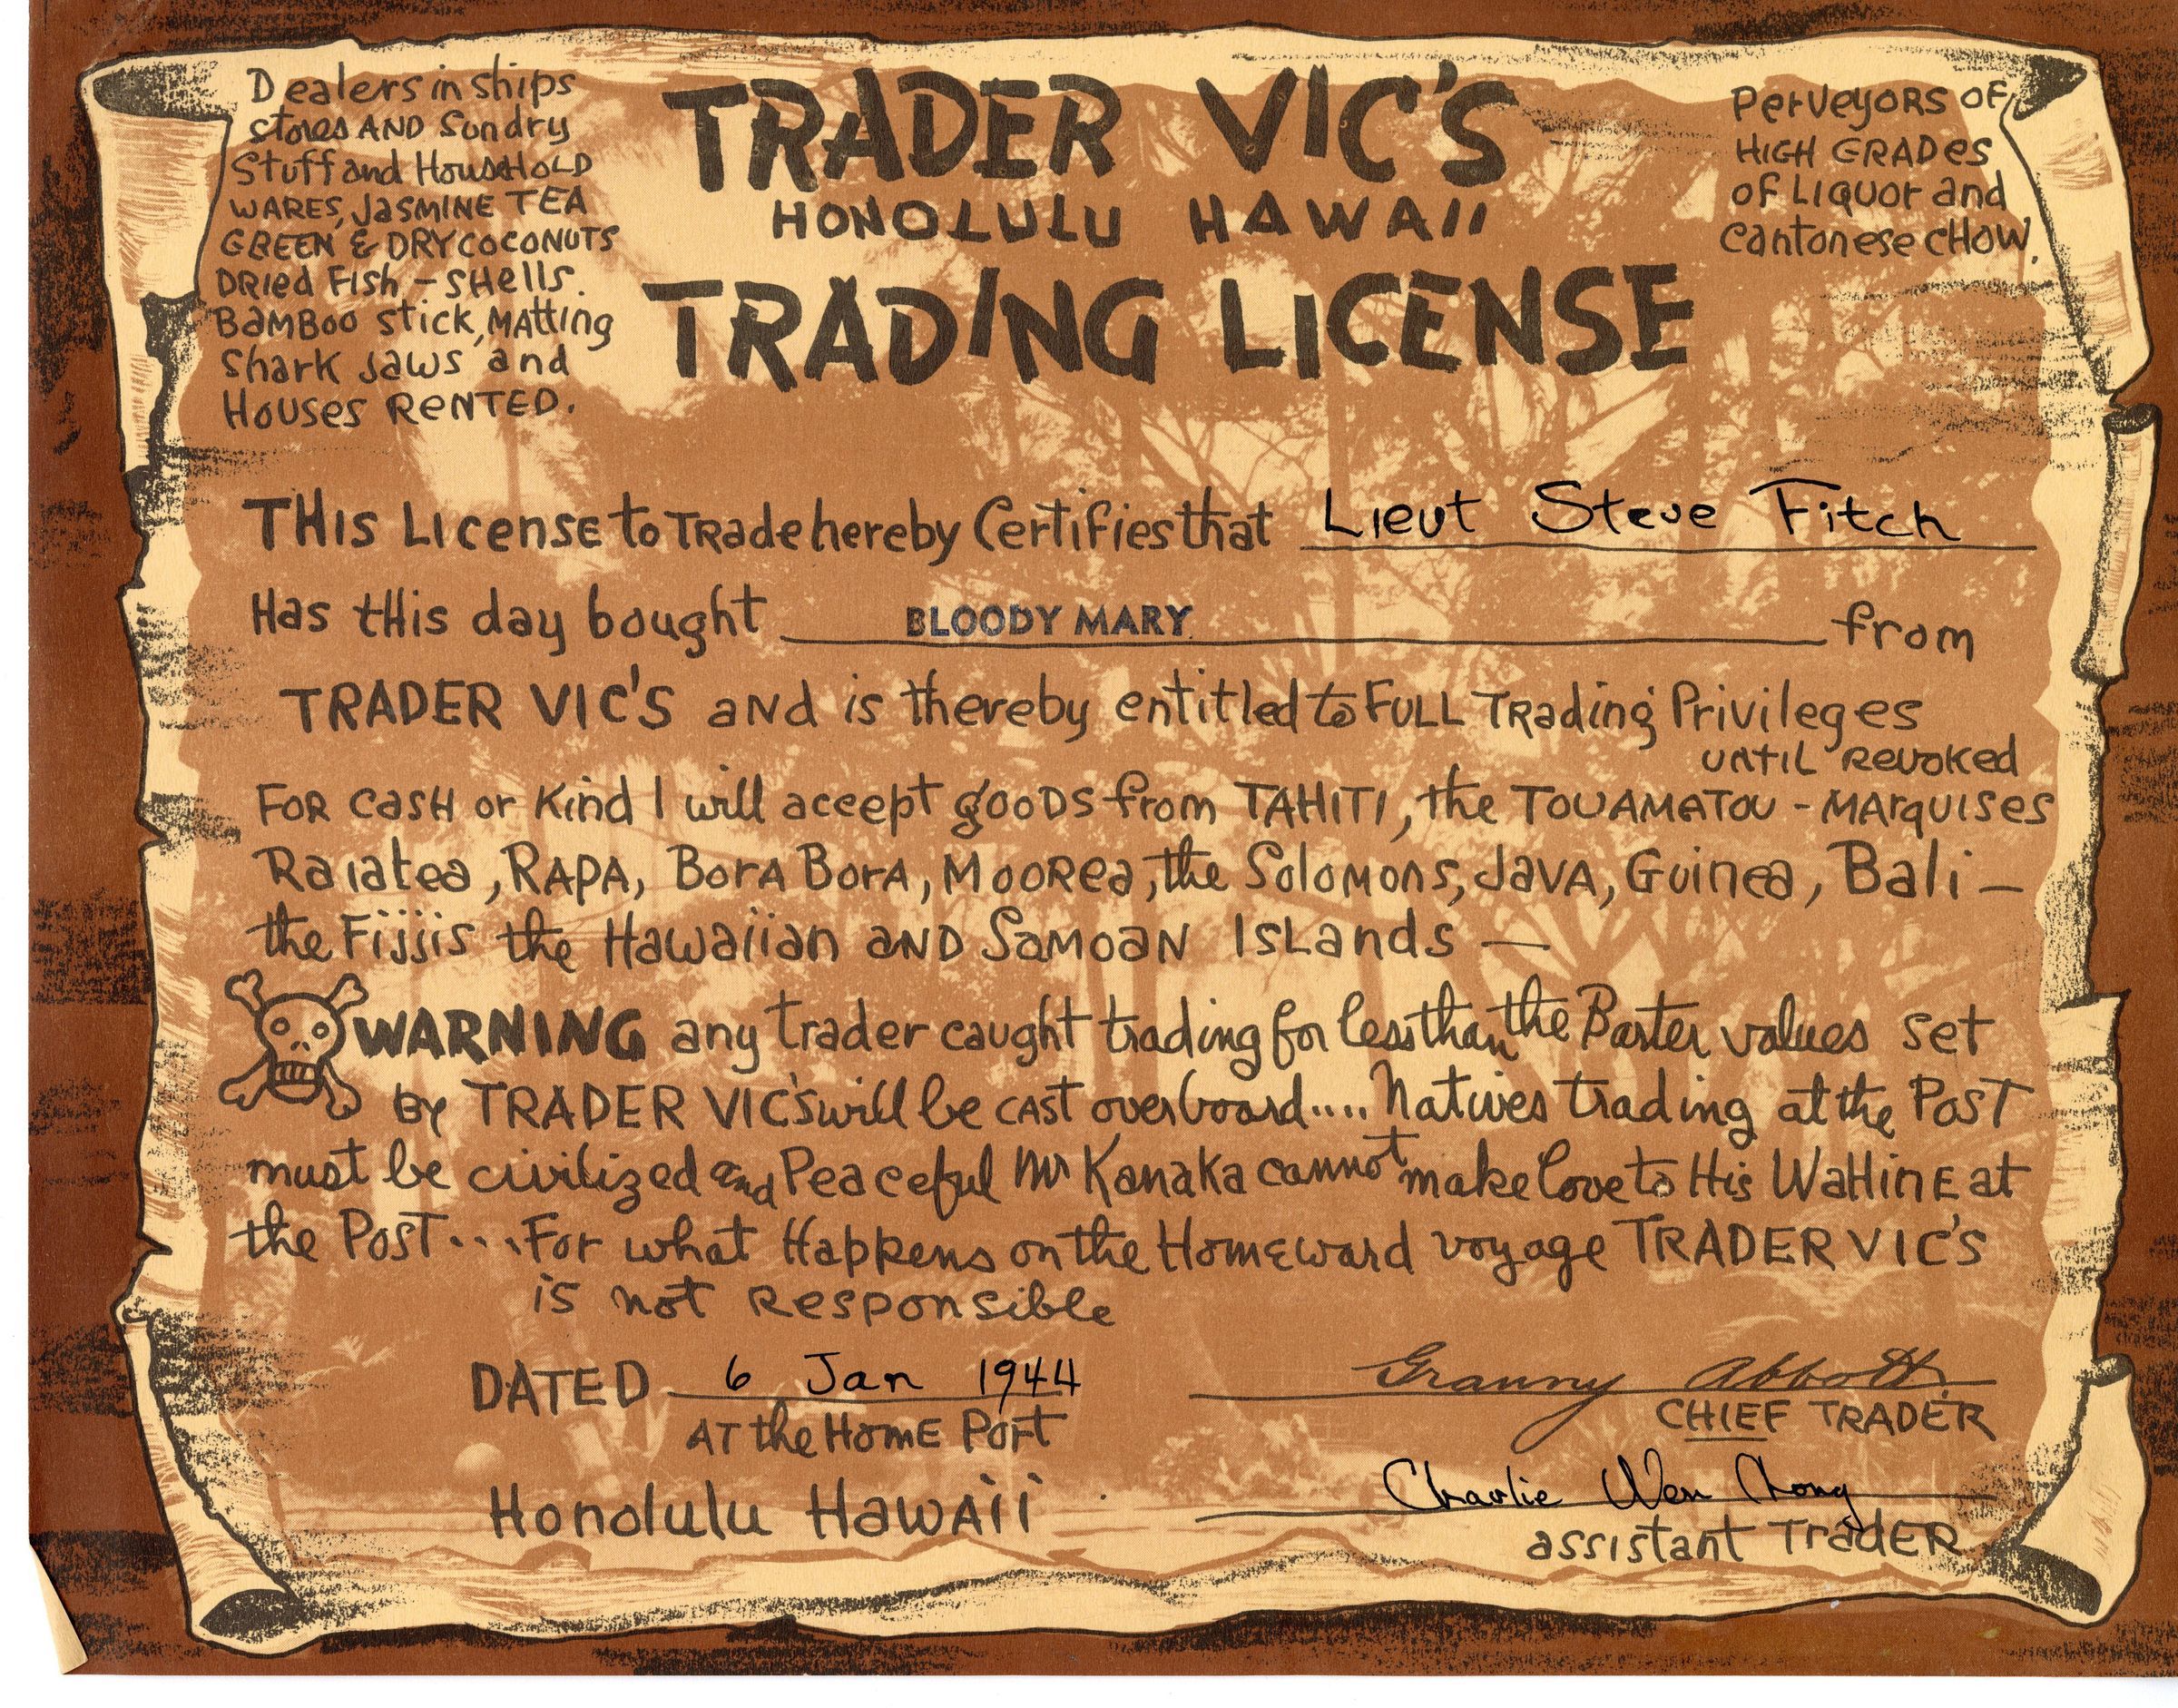 Dealers in ships
stores AND Sundry
Stuff and HouseHOLD
WARES, JASMINE TEA
GREEN & DRY COCONUTS
DRied Fish - SHells.
BaMBoo stick, MAtting
Shark Jaws and
Houses RENTED.
TRADER VIC'S
HONOLULU HAWAII
TRADING LICENSE
PerVeyORS OF
HIGH GRADes
OF LIQUOr and
Cantonese CHOW.
THIS License to Trade hereby Certifies that Lieut Steve Fitch
Has this day bought BLOODY MARY from
TRADER VIC'S and is thereby entitled to FULL Trading Privileges
UNTIL Revoked
FOR CasH or Kind I will accept gooDS from TAHITI, the TOUAMATOU - MArquises
Raiatea, RAPA, BorA BorA, Moorea, the Solomons, JAVA, Guinea, Bali -
the Fijjis the Hawaiian AND SaMOAN Islands -
WARNING any trader caught trading for less than the Barter values set
By TRADER VIC'S will be cast overboard.... Natives trading at the PosT
must be civilized and Peaceful Mr Kanaka cannot make love to His WaHine at
the PosT....For what Happens on the Homeward voyage TRADER VIC'S
is not Responsible
DATED 6 Jan 1944
AT the HomE Port
Honolulu Hawaii
Granny Abbott
CHIEF TRADER
Charlie Wen Chong
assistant TradER